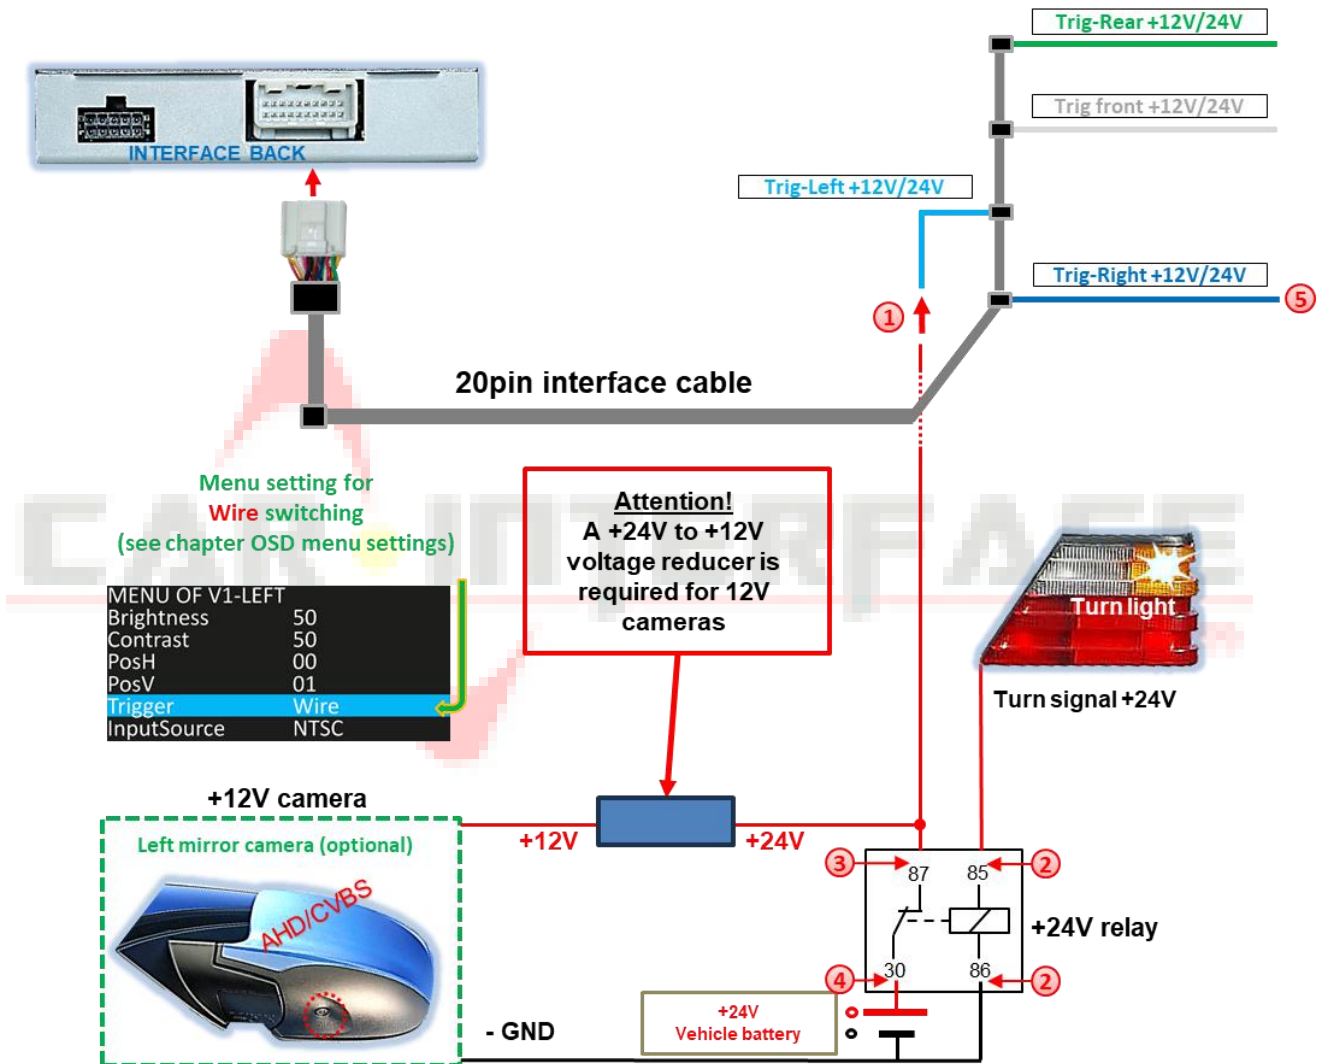 Trig-Rear +12V/24V
Trig front +12V/24V
INTERFACE BACK
Trig-Left +12V/24V
Trig-Right +12V/24V
5
1
20pin interface cable
Menu setting for
Wire switching
(see chapter OSD menu settings)
Attention!
A +24V to +12V
voltage reducer is
required for 12V
cameras
CAR INTERFACE
MENU OF V1-LEFT
Brightness 50
Contrast 50
PosH 00
PosV 01
Trigger Wire
InputSource NTSC
Turn light
Turn signal +24V
+12V camera
+12V
+24V
Left mirror camera (optional)
AHD/CVBS
3
87
85
2
+24V relay
4
30
86
2
+24V
Vehicle battery
- GND